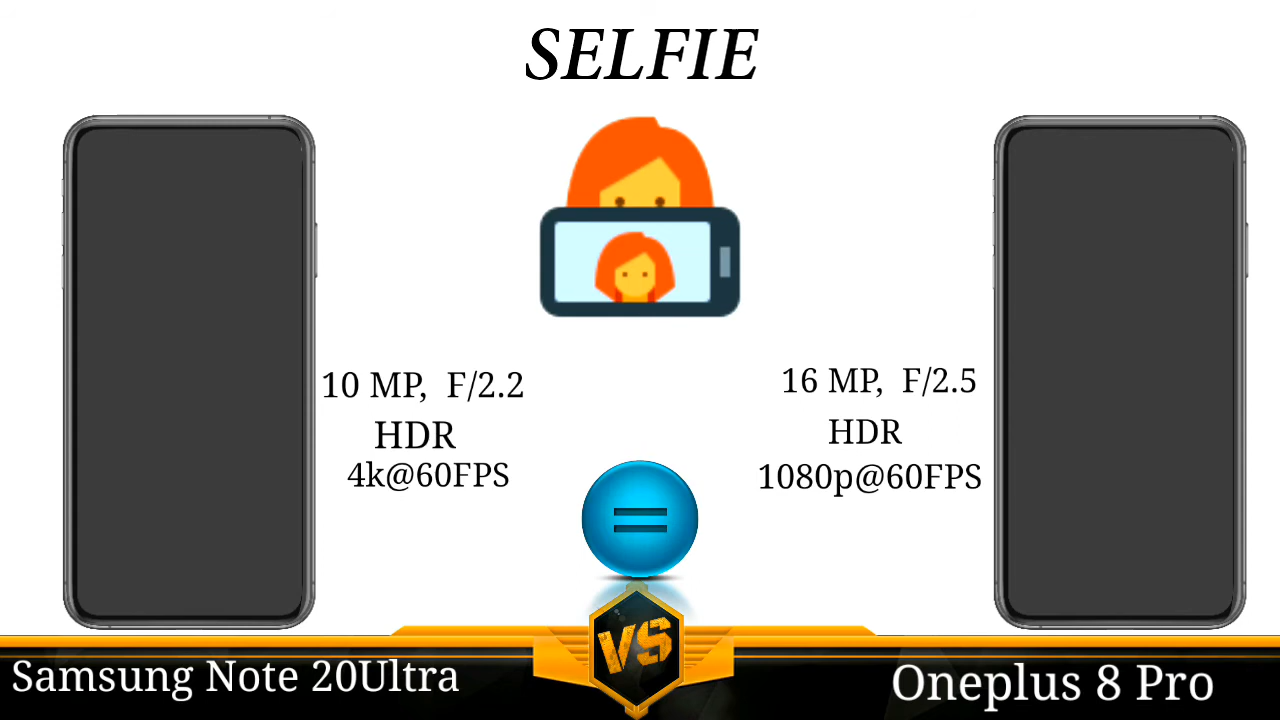 SELFIE
10 MP, F/2.2
HDR
4k@60FPS
16 MP, F/2.5
HDR
1080p@60FPS
VS
Samsung Note 20Ultra
Oneplus 8 Pro